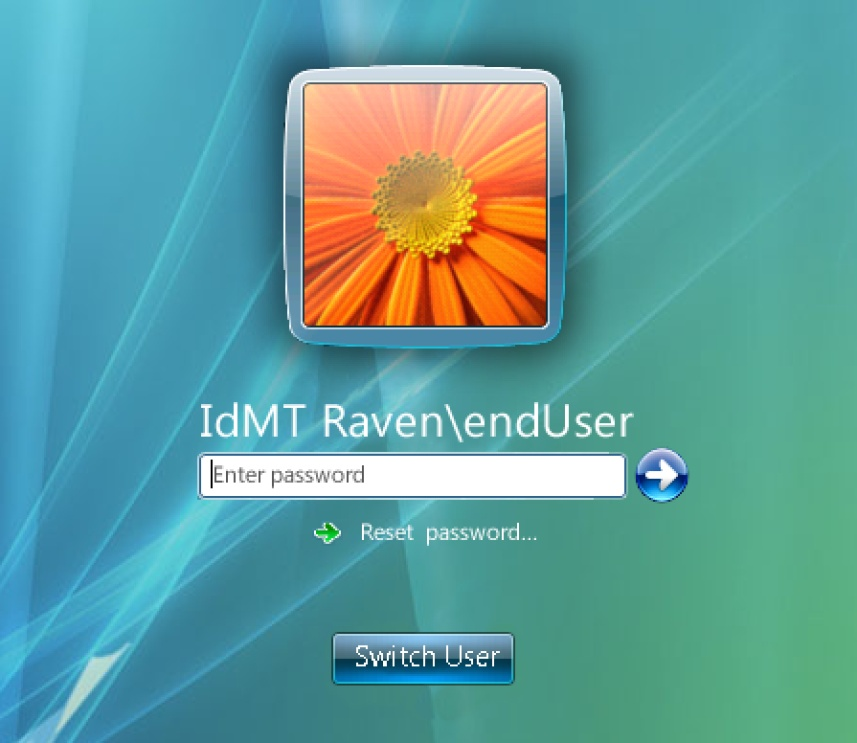 IdMT Raven\endUser
Enter password
Reset password...
Switch User